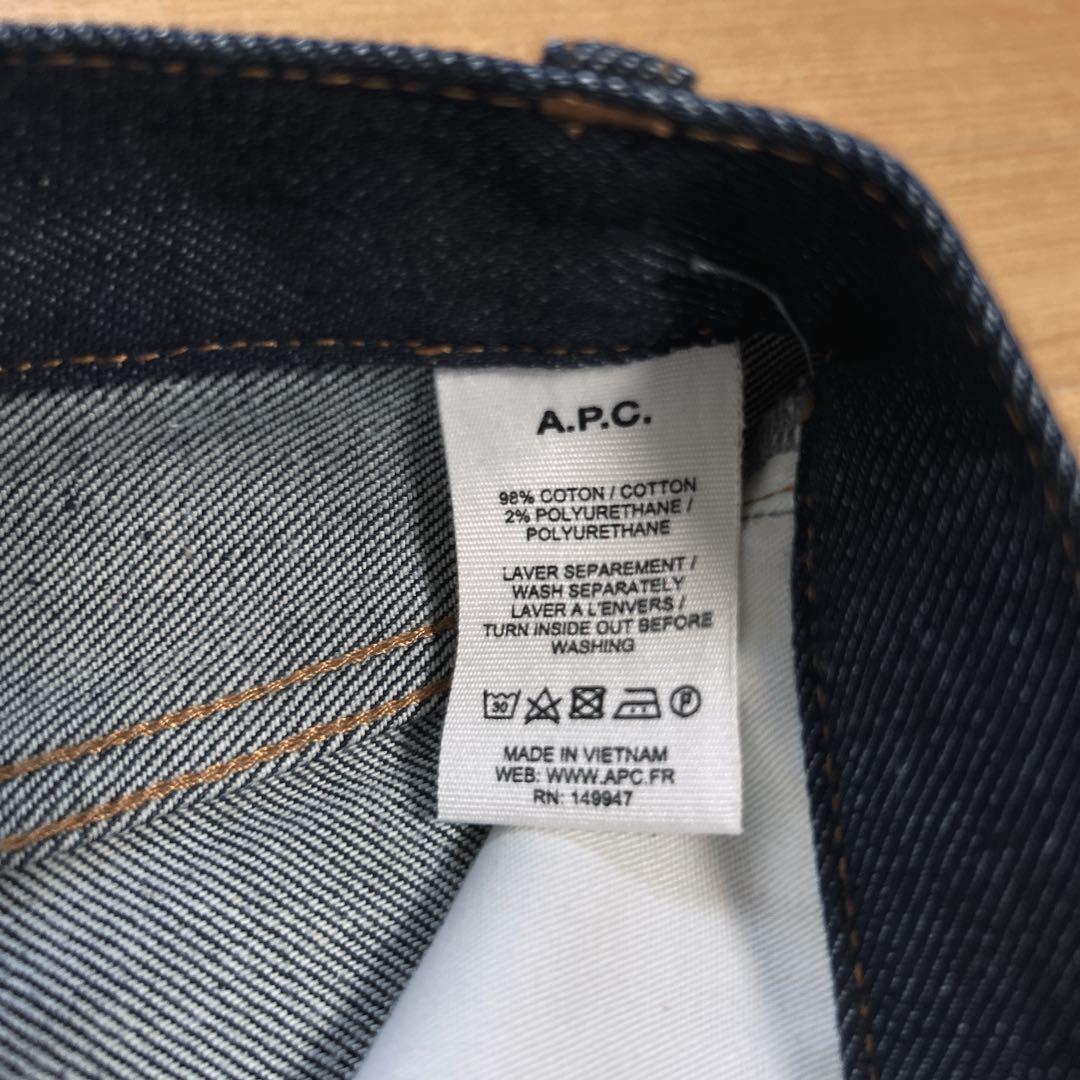 A.P.C.
98% COTON / COTTON
2% POLYURETHANE /
POLYURETHANE
LAVER SEPAREMENT /
WASH SEPARATELY
LAVER A L'ENVERS /
TURN INSIDE OUT BEFORE
WASHING
30 P
MADE IN VIETNAM
WEB: WWW.APC.FR
RN: 149947